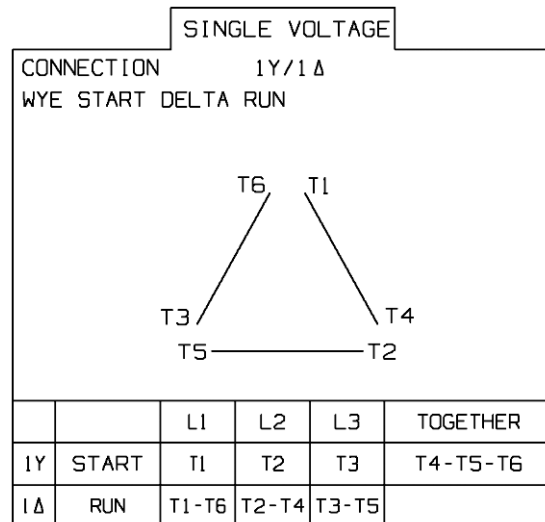 SINGLE VOLTAGE
CONNECTION 1Y/1Δ
WYE START DELTA RUN
T6 T1
T3 T4
T5 T2
L1 L2 L3 TOGETHER
1Y START T1 T2 T3 T4-T5-T6
1Δ RUN T1-T6 T2-T4 T3-T5